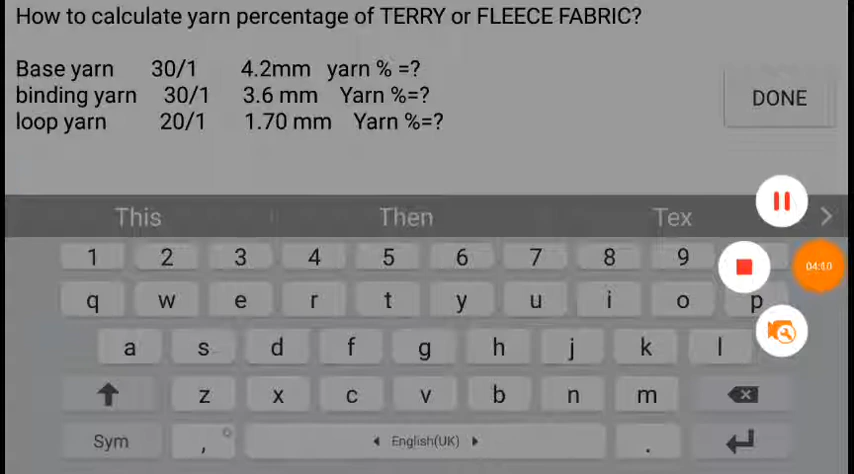 How to calculate yarn percentage of TERRY or FLEECE FABRIC?
Base yarn 30/1 4.2mm yarn % =?
binding yarn 30/1 3.6 mm Yarn %=?
loop yarn 20/1 1.70 mm Yarn %=?
DONE
This Then Tex
1 2 3 4 5 6 7 8 9
04:10
q w e r t y u i o p
a s d f g h j k l
z x c v b n m
Sym , English(UK) .